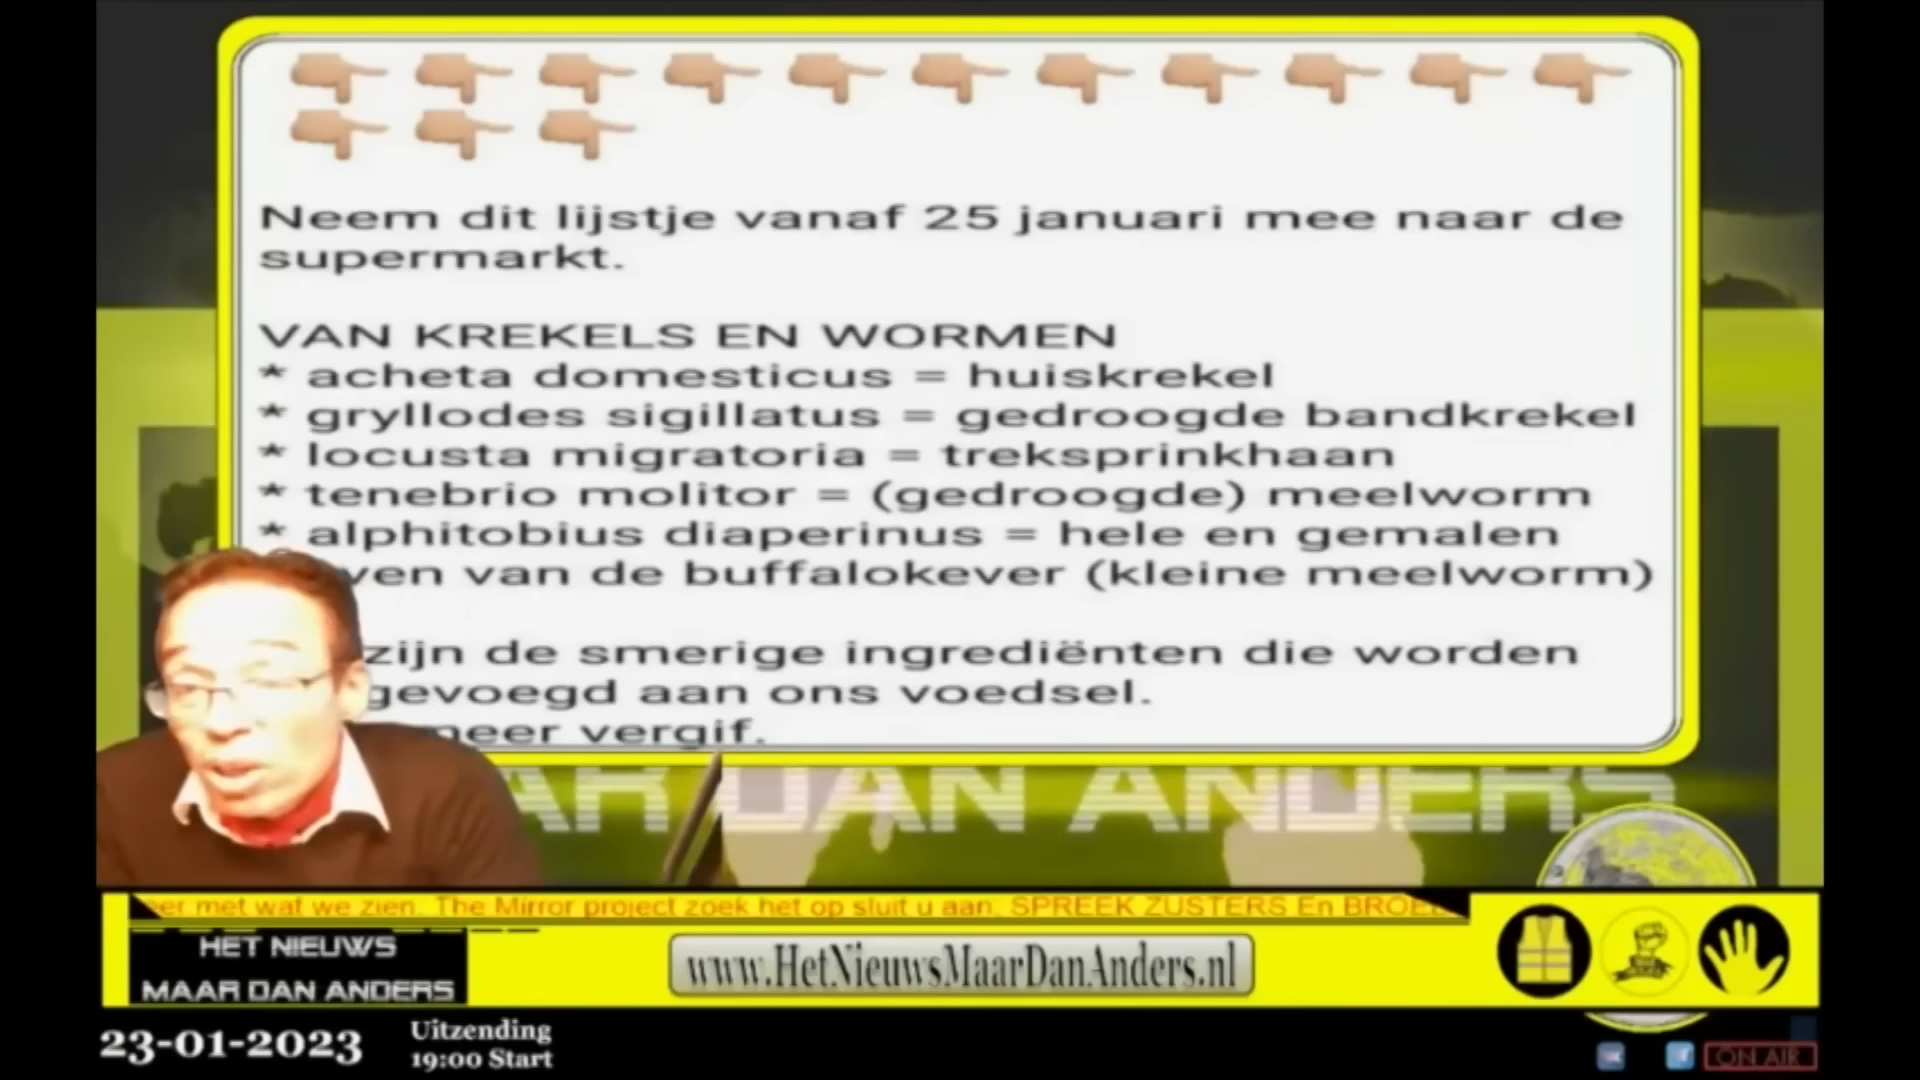 Neem dit lijstje vanaf 25 januari mee naar de
supermarkt.
VAN KREKELS EN WORMEN
* acheta domesticus = huiskrekel
* gryllodes sigillatus = gedroogde bandkrekel
* locusta migratoria = treksprinkhaan
* tenebrio molitor = (gedroogde) meelworm
* alphitobius diaperinus = hele en gemalen
ven van de buffalokever (kleine meelworm)
zijn de smerige ingrediënten die worden
gevoegd aan ons voedsel.
meer vergif.
AR DAN ANDERS
eer met wat we zien. The Mirror project zoek het op sluit u aan. SPREEK ZUSTERS En BROE
HET NIEUWS
MAAR DAN ANDERS
www.HetNieuwsMaarDanAnders.nl
23-01-2023
Uitzending
19:00 Start
ON AIR